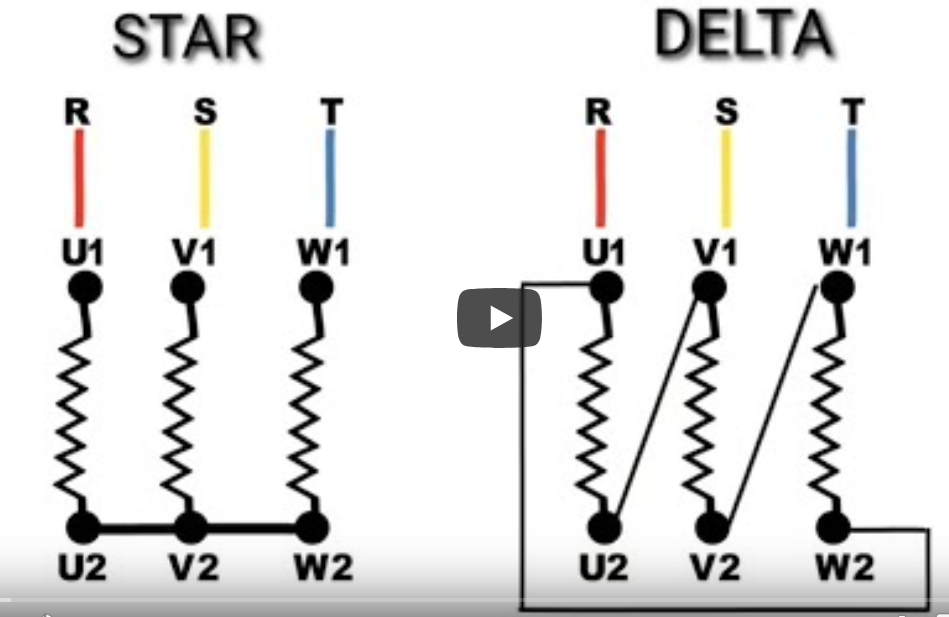 STAR
R S T
U1 V1 W1
U2 V2 W2
DELTA
R S T
U1 V1 W1
U2 V2 W2